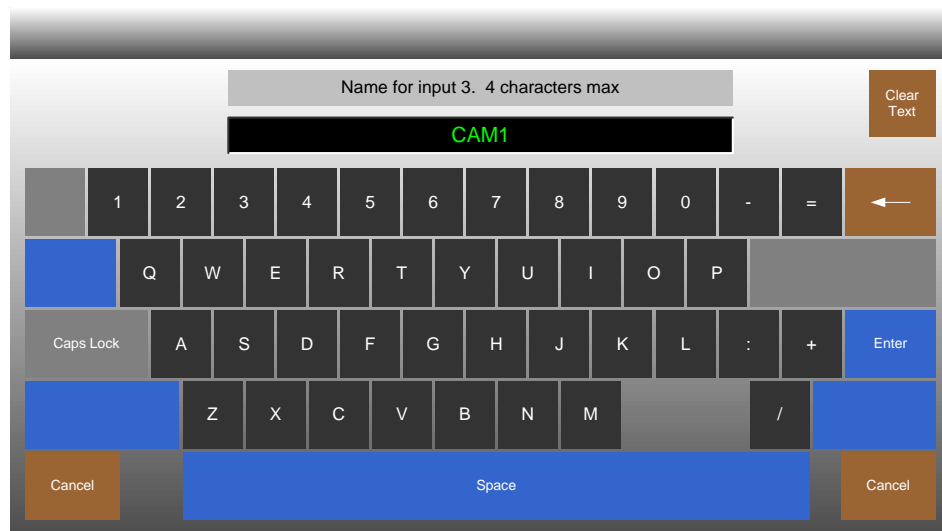 Name for input 3.  4 characters max
Clear
Text
CAM1
1 2 3 4 5 6 7 8 9 0 - =
Q W E R T Y U I O P
Caps Lock A S D F G H J K L : + Enter
Z X C V B N M /
Cancel Space Cancel